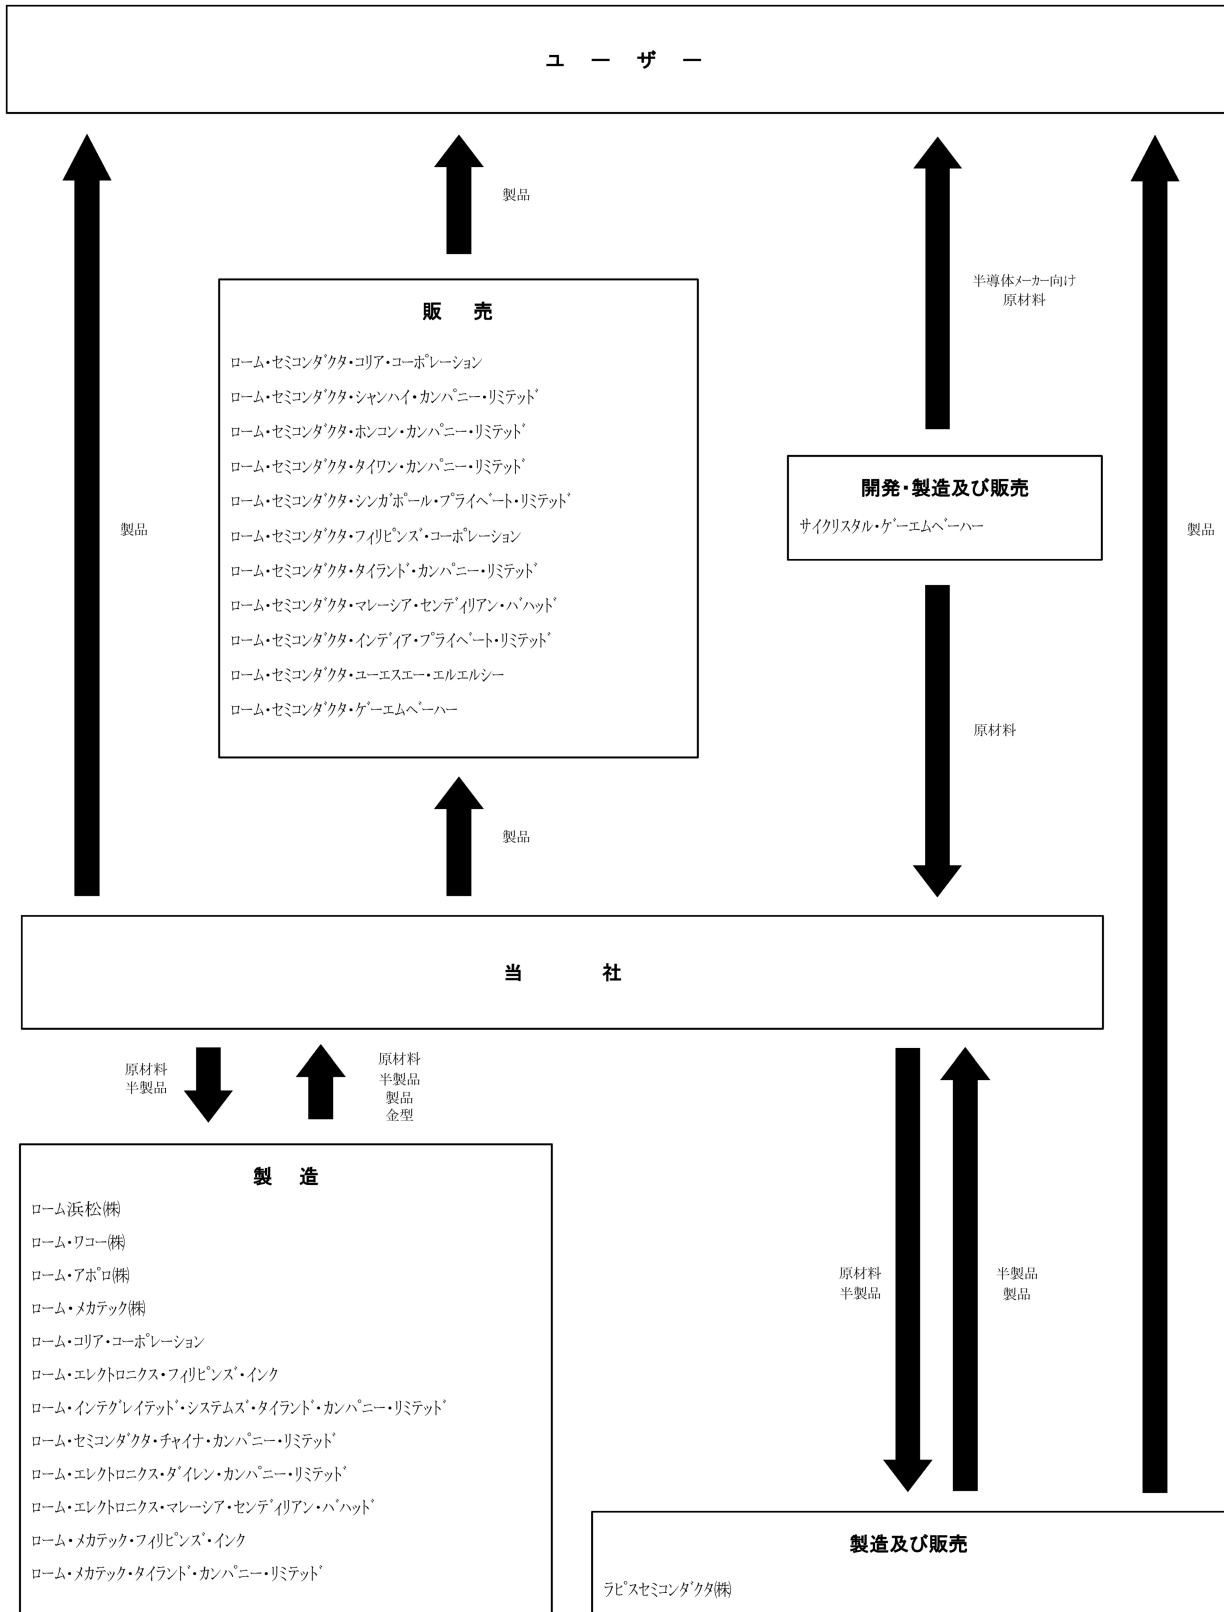 ユーザー
製品
半導体メーカー向け
原材料
販売
ローム・セミコンダクタ・コリア・コーポレーション
ローム・セミコンダクタ・シャンハイ・カンパニー・リミテッド
ローム・セミコンダクタ・ホンコン・カンパニー・リミテッド
ローム・セミコンダクタ・タイワン・カンパニー・リミテッド
ローム・セミコンダクタ・シンガポール・プライベート・リミテッド
ローム・セミコンダクタ・フィリピンズ・コーポレーション
ローム・セミコンダクタ・タイランド・カンパニー・リミテッド
ローム・セミコンダクタ・マレーシア・センディリアン・バハッド
ローム・セミコンダクタ・インディア・プライベート・リミテッド
ローム・セミコンダクタ・ユーエスエー・エルエルシー
ローム・セミコンダクタ・ゲーエムベーハー
開発・製造及び販売
サイクリスタル・ゲーエムベーハー
製品
製品
原材料
製品
当社
原材料
半製品
原材料
半製品
製品
金型
製造
ローム浜松㈱
ローム・ワコー㈱
ローム・アポロ㈱
ローム・メカテック㈱
ローム・コリア・コーポレーション
ローム・エレクトロニクス・フィリピンズ・インク
ローム・インテグレイテッド・システムズ・タイランド・カンパニー・リミテッド
ローム・セミコンダクタ・チャイナ・カンパニー・リミテッド
ローム・エレクトロニクス・ダイレン・カンパニー・リミテッド
ローム・エレクトロニクス・マレーシア・センディリアン・バハッド
ローム・メカテック・フィリピンズ・インク
ローム・メカテック・タイランド・カンパニー・リミテッド
原材料
半製品
半製品
製品
製造及び販売
ラピスセミコンダクタ㈱